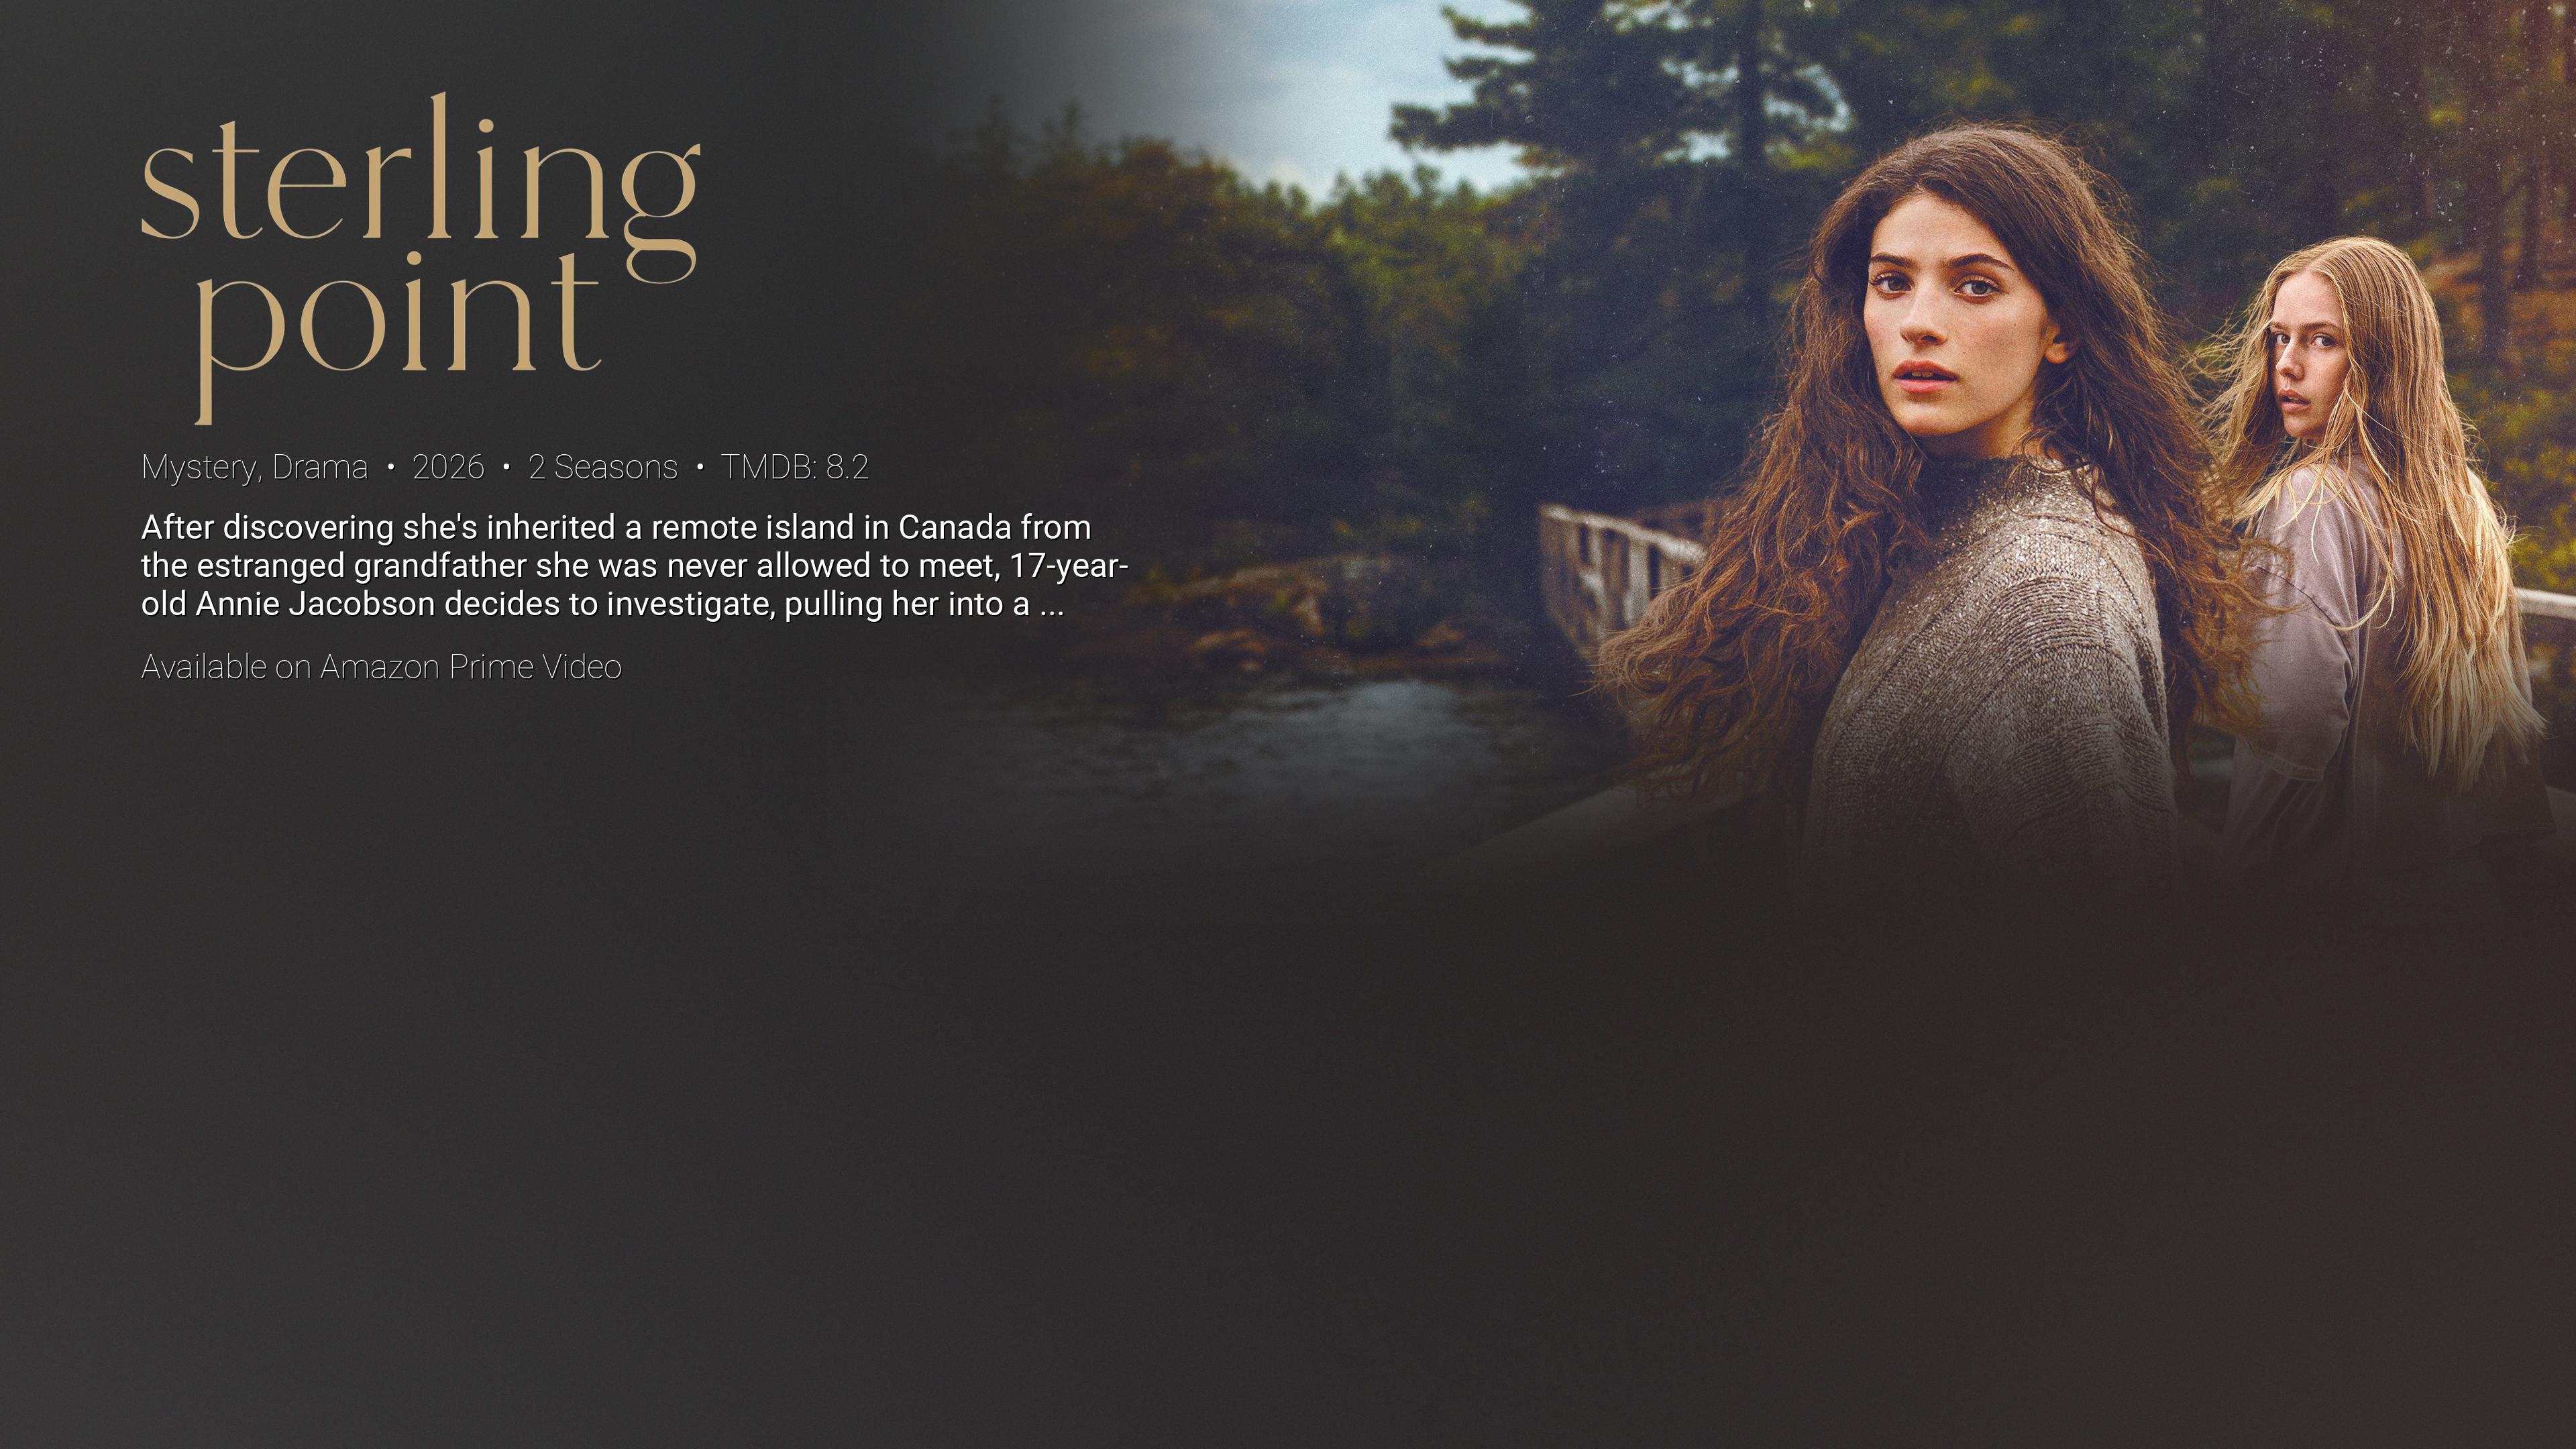 sterling
point
Mystery, Drama • 2026 • 2 Seasons • TMDB: 8.2
After discovering she's inherited a remote island in Canada from
the estranged grandfather she was never allowed to meet, 17-year-
old Annie Jacobson decides to investigate, pulling her into a ...
Available on Amazon Prime Video